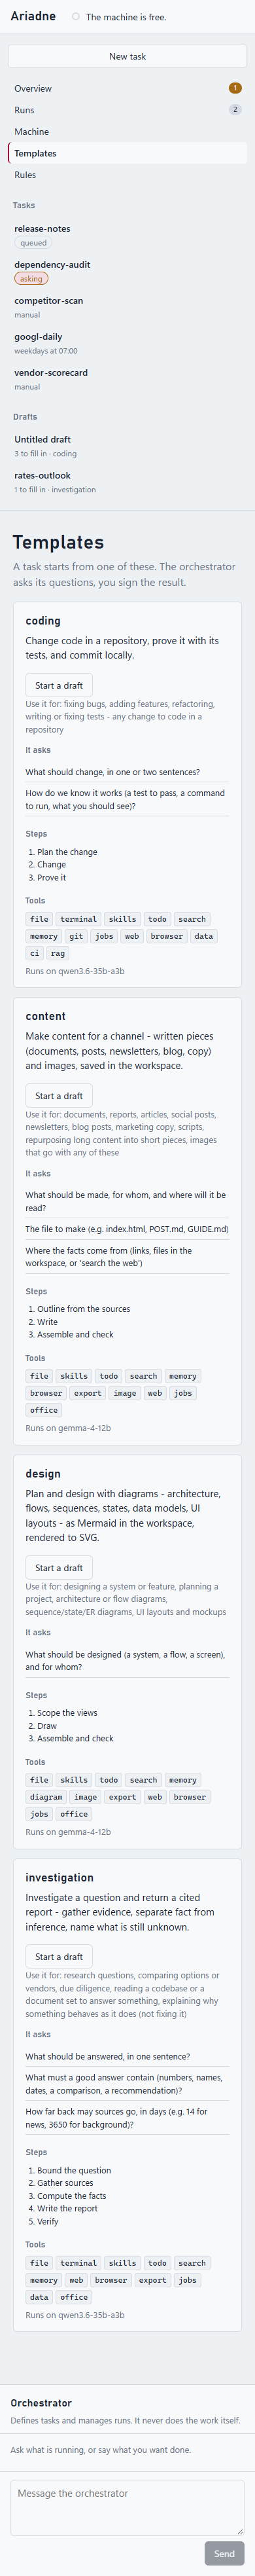 Ariadne
The machine is free.
New task
Overview
1
Runs
2
Machine
Templates
Rules
Tasks
release-notes
queued
dependency-audit
asking
competitor-scan
manual
googl-daily
weekdays at 07:00
vendor-scorecard
manual
Drafts
Untitled draft
3 to fill in · coding
rates-outlook
1 to fill in · investigation
Templates
A task starts from one of these. The orchestrator
asks its questions, you sign the result.
coding
Change code in a repository, prove it with its
tests, and commit locally.
Start a draft
Use it for: fixing bugs, adding features, refactoring,
writing or fixing tests - any change to code in a
repository
It asks
What should change, in one or two sentences?
How do we know it works (a test to pass, a command
to run, what you should see)?
Steps
1. Plan the change
2. Change
3. Prove it
Tools
file terminal skills todo search
memory git jobs web browser data
ci rag
Runs on qwen3.6-35b-a3b
content
Make content for a channel - written pieces
(documents, posts, newsletters, blog, copy)
and images, saved in the workspace.
Start a draft
Use it for: documents, reports, articles, social posts,
newsletters, blog posts, marketing copy, scripts,
repurposing long content into short pieces, images
that go with any of these
It asks
What should be made, for whom, and where will it be
read?
The file to make (e.g. index.html, POST.md, GUIDE.md)
Where the facts come from (links, files in the
workspace, or 'search the web')
Steps
1. Outline from the sources
2. Write
3. Assemble and check
Tools
file skills todo search memory
browser export image web jobs
office
Runs on gemma-4-12b
design
Plan and design with diagrams - architecture,
flows, sequences, states, data models, UI
layouts - as Mermaid in the workspace,
rendered to SVG.
Start a draft
Use it for: designing a system or feature, planning a
project, architecture or flow diagrams,
sequence/state/ER diagrams, UI layouts and mockups
It asks
What should be designed (a system, a flow, a screen),
and for whom?
Steps
1. Scope the views
2. Draw
3. Assemble and check
Tools
file skills todo search memory
diagram image export web browser
jobs office
Runs on gemma-4-12b
investigation
Investigate a question and return a cited
report - gather evidence, separate fact from
inference, name what is still unknown.
Start a draft
Use it for: research questions, comparing options or
vendors, due diligence, reading a codebase or a
document set to answer something, explaining why
something behaves as it does (not fixing it)
It asks
What should be answered, in one sentence?
What must a good answer contain (numbers, names,
dates, a comparison, a recommendation)?
How far back may sources go, in days (e.g. 14 for
news, 3650 for background)?
Steps
1. Bound the question
2. Gather sources
3. Compute the facts
4. Write the report
5. Verify
Tools
file terminal skills todo search
memory web browser export jobs
data office
Runs on qwen3.6-35b-a3b
Orchestrator
Defines tasks and manages runs. It never does the work itself.
Ask what is running, or say what you want done.
Message the orchestrator
Send